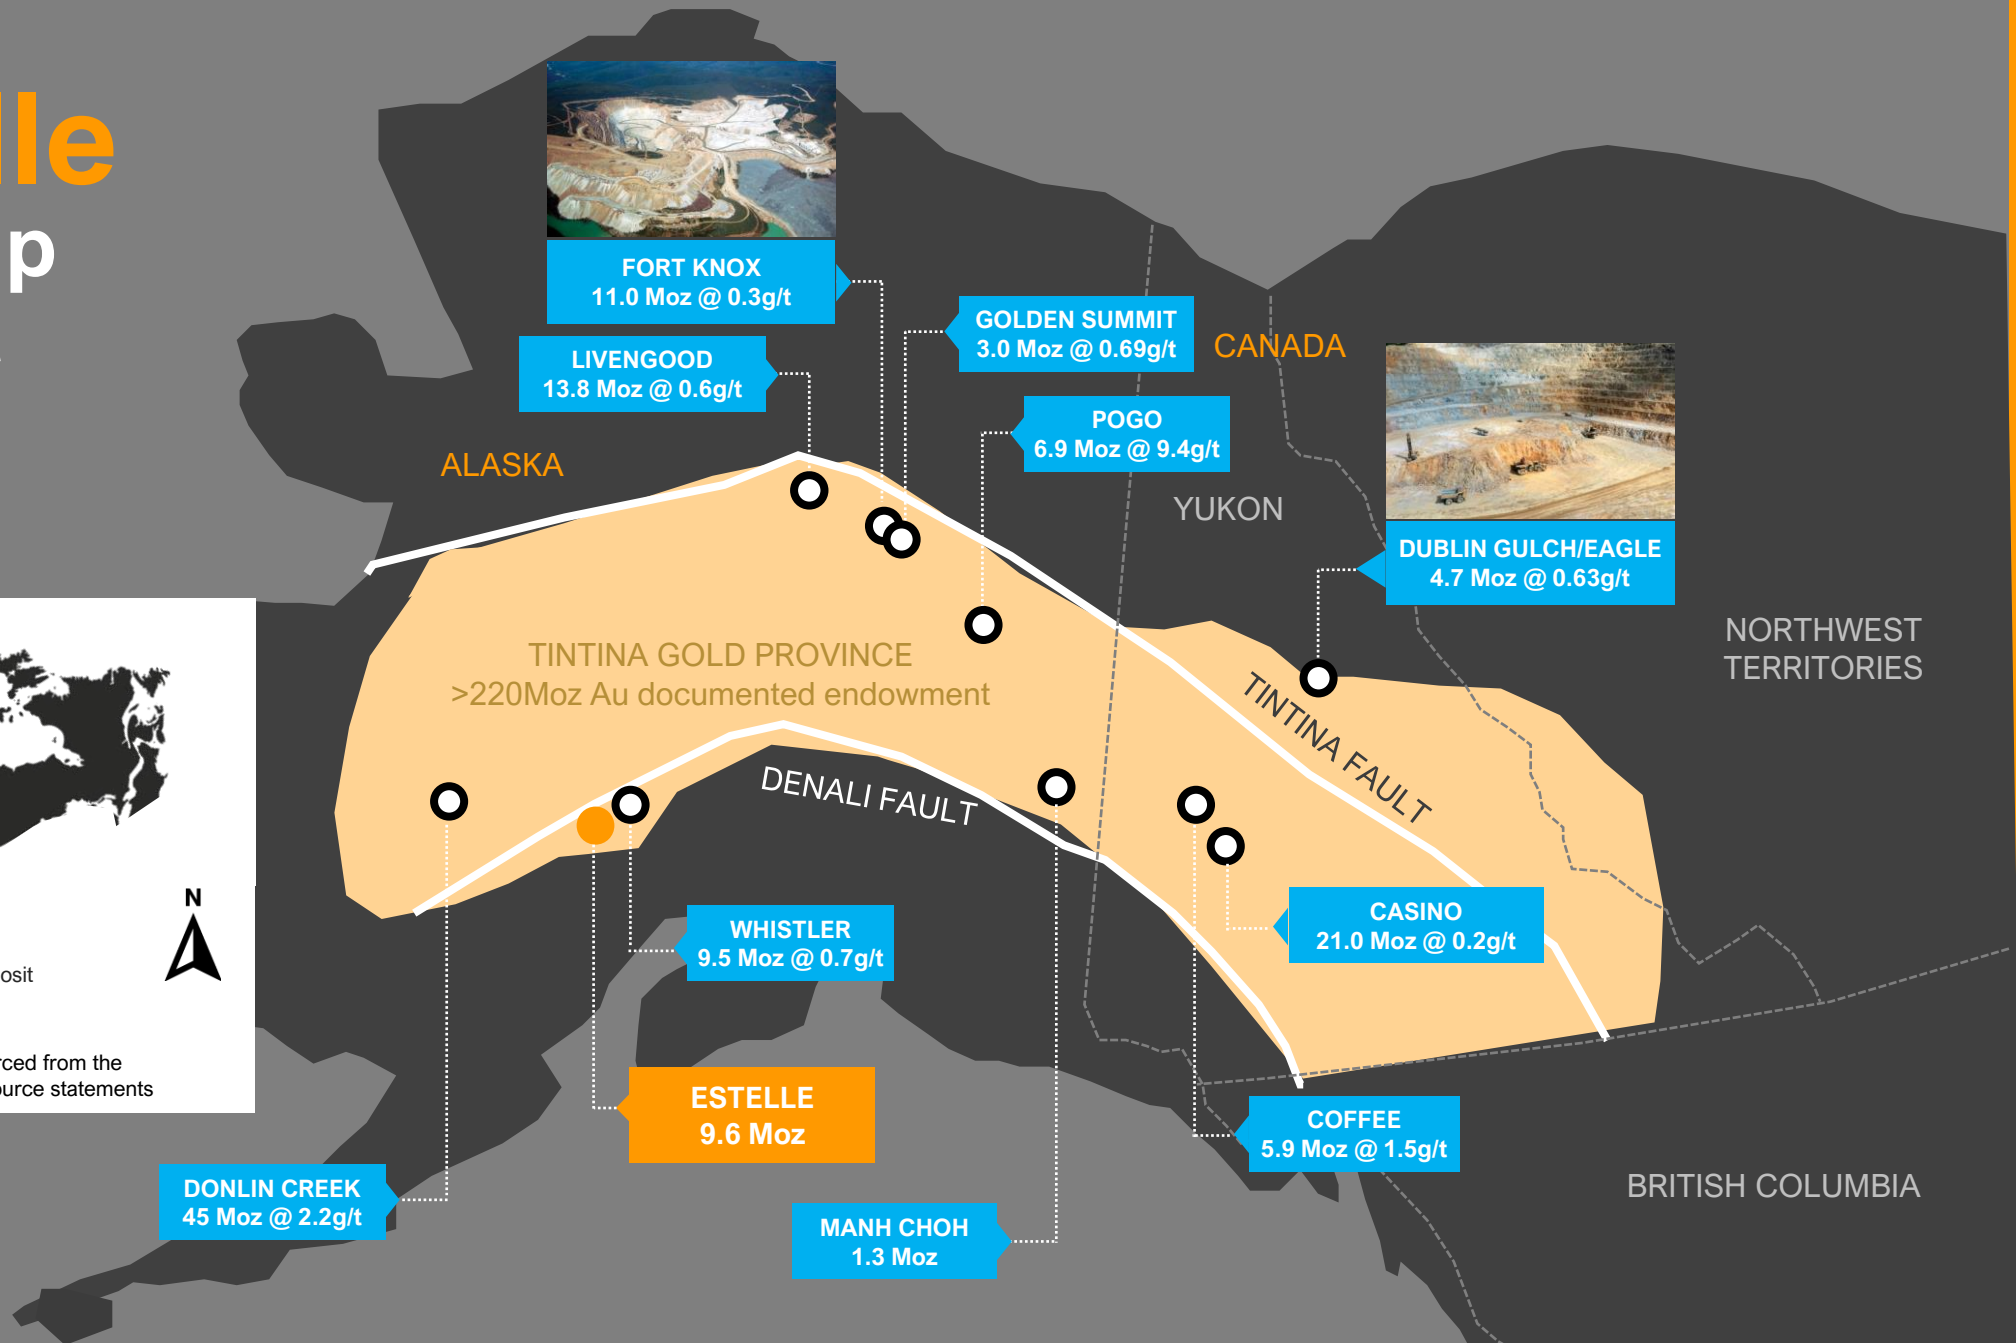 lle
p
FORT KNOX
11.0 Moz @ 0.3g/t
GOLDEN SUMMIT
3.0 Moz @ 0.69g/t
CANADA
LIVENGOOD
13.8 Moz @ 0.6g/t
POGO
6.9 Moz @ 9.4g/t
ALASKA
YUKON
DUBLIN GULCH/EAGLE
4.7 Moz @ 0.63g/t
NORTHWEST
TERRITORIES
TINTINA GOLD PROVINCE
>220Moz Au documented endowment
TINTINA FAULT
DENALI FAULT
N
WHISTLER
9.5 Moz @ 0.7g/t
CASINO
21.0 Moz @ 0.2g/t
osit
rced from the
ource statements
ESTELLE
9.6 Moz
COFFEE
5.9 Moz @ 1.5g/t
DONLIN CREEK
45 Moz @ 2.2g/t
BRITISH COLUMBIA
MANH CHOH
1.3 Moz